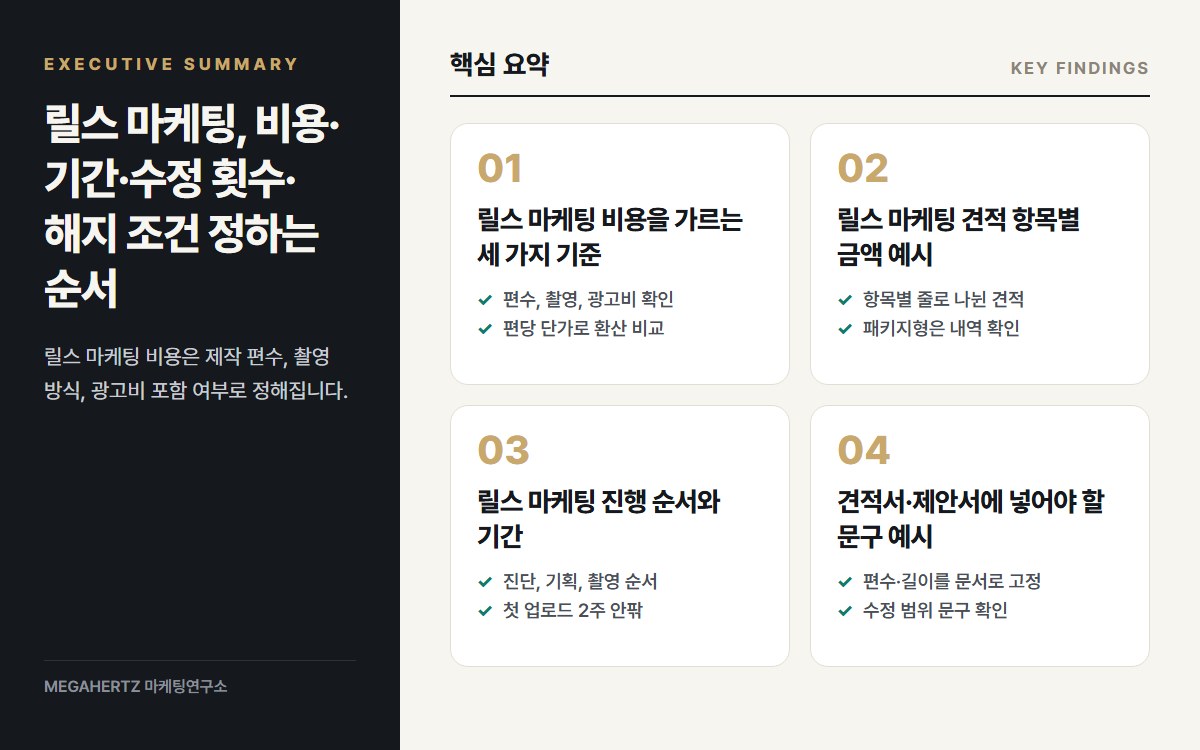 EXECUTIVE SUMMARY
릴스 마케팅, 비용·
기간·수정 횟수·
해지 조건 정하는
순서
릴스 마케팅 비용은 제작 편수, 촬영
방식, 광고비 포함 여부로 정해집니다.
MEGAHERTZ 마케팅연구소
핵심 요약
KEY FINDINGS
01
릴스 마케팅 비용을 가르는
세 가지 기준
편수, 촬영, 광고비 확인
편당 단가로 환산 비교
02
릴스 마케팅 견적 항목별
금액 예시
항목별 줄로 나뉜 견적
패키지형은 내역 확인
03
릴스 마케팅 진행 순서와
기간
진단, 기획, 촬영 순서
첫 업로드 2주 안팎
04
견적서·제안서에 넣어야 할
문구 예시
편수·길이를 문서로 고정
수정 범위 문구 확인